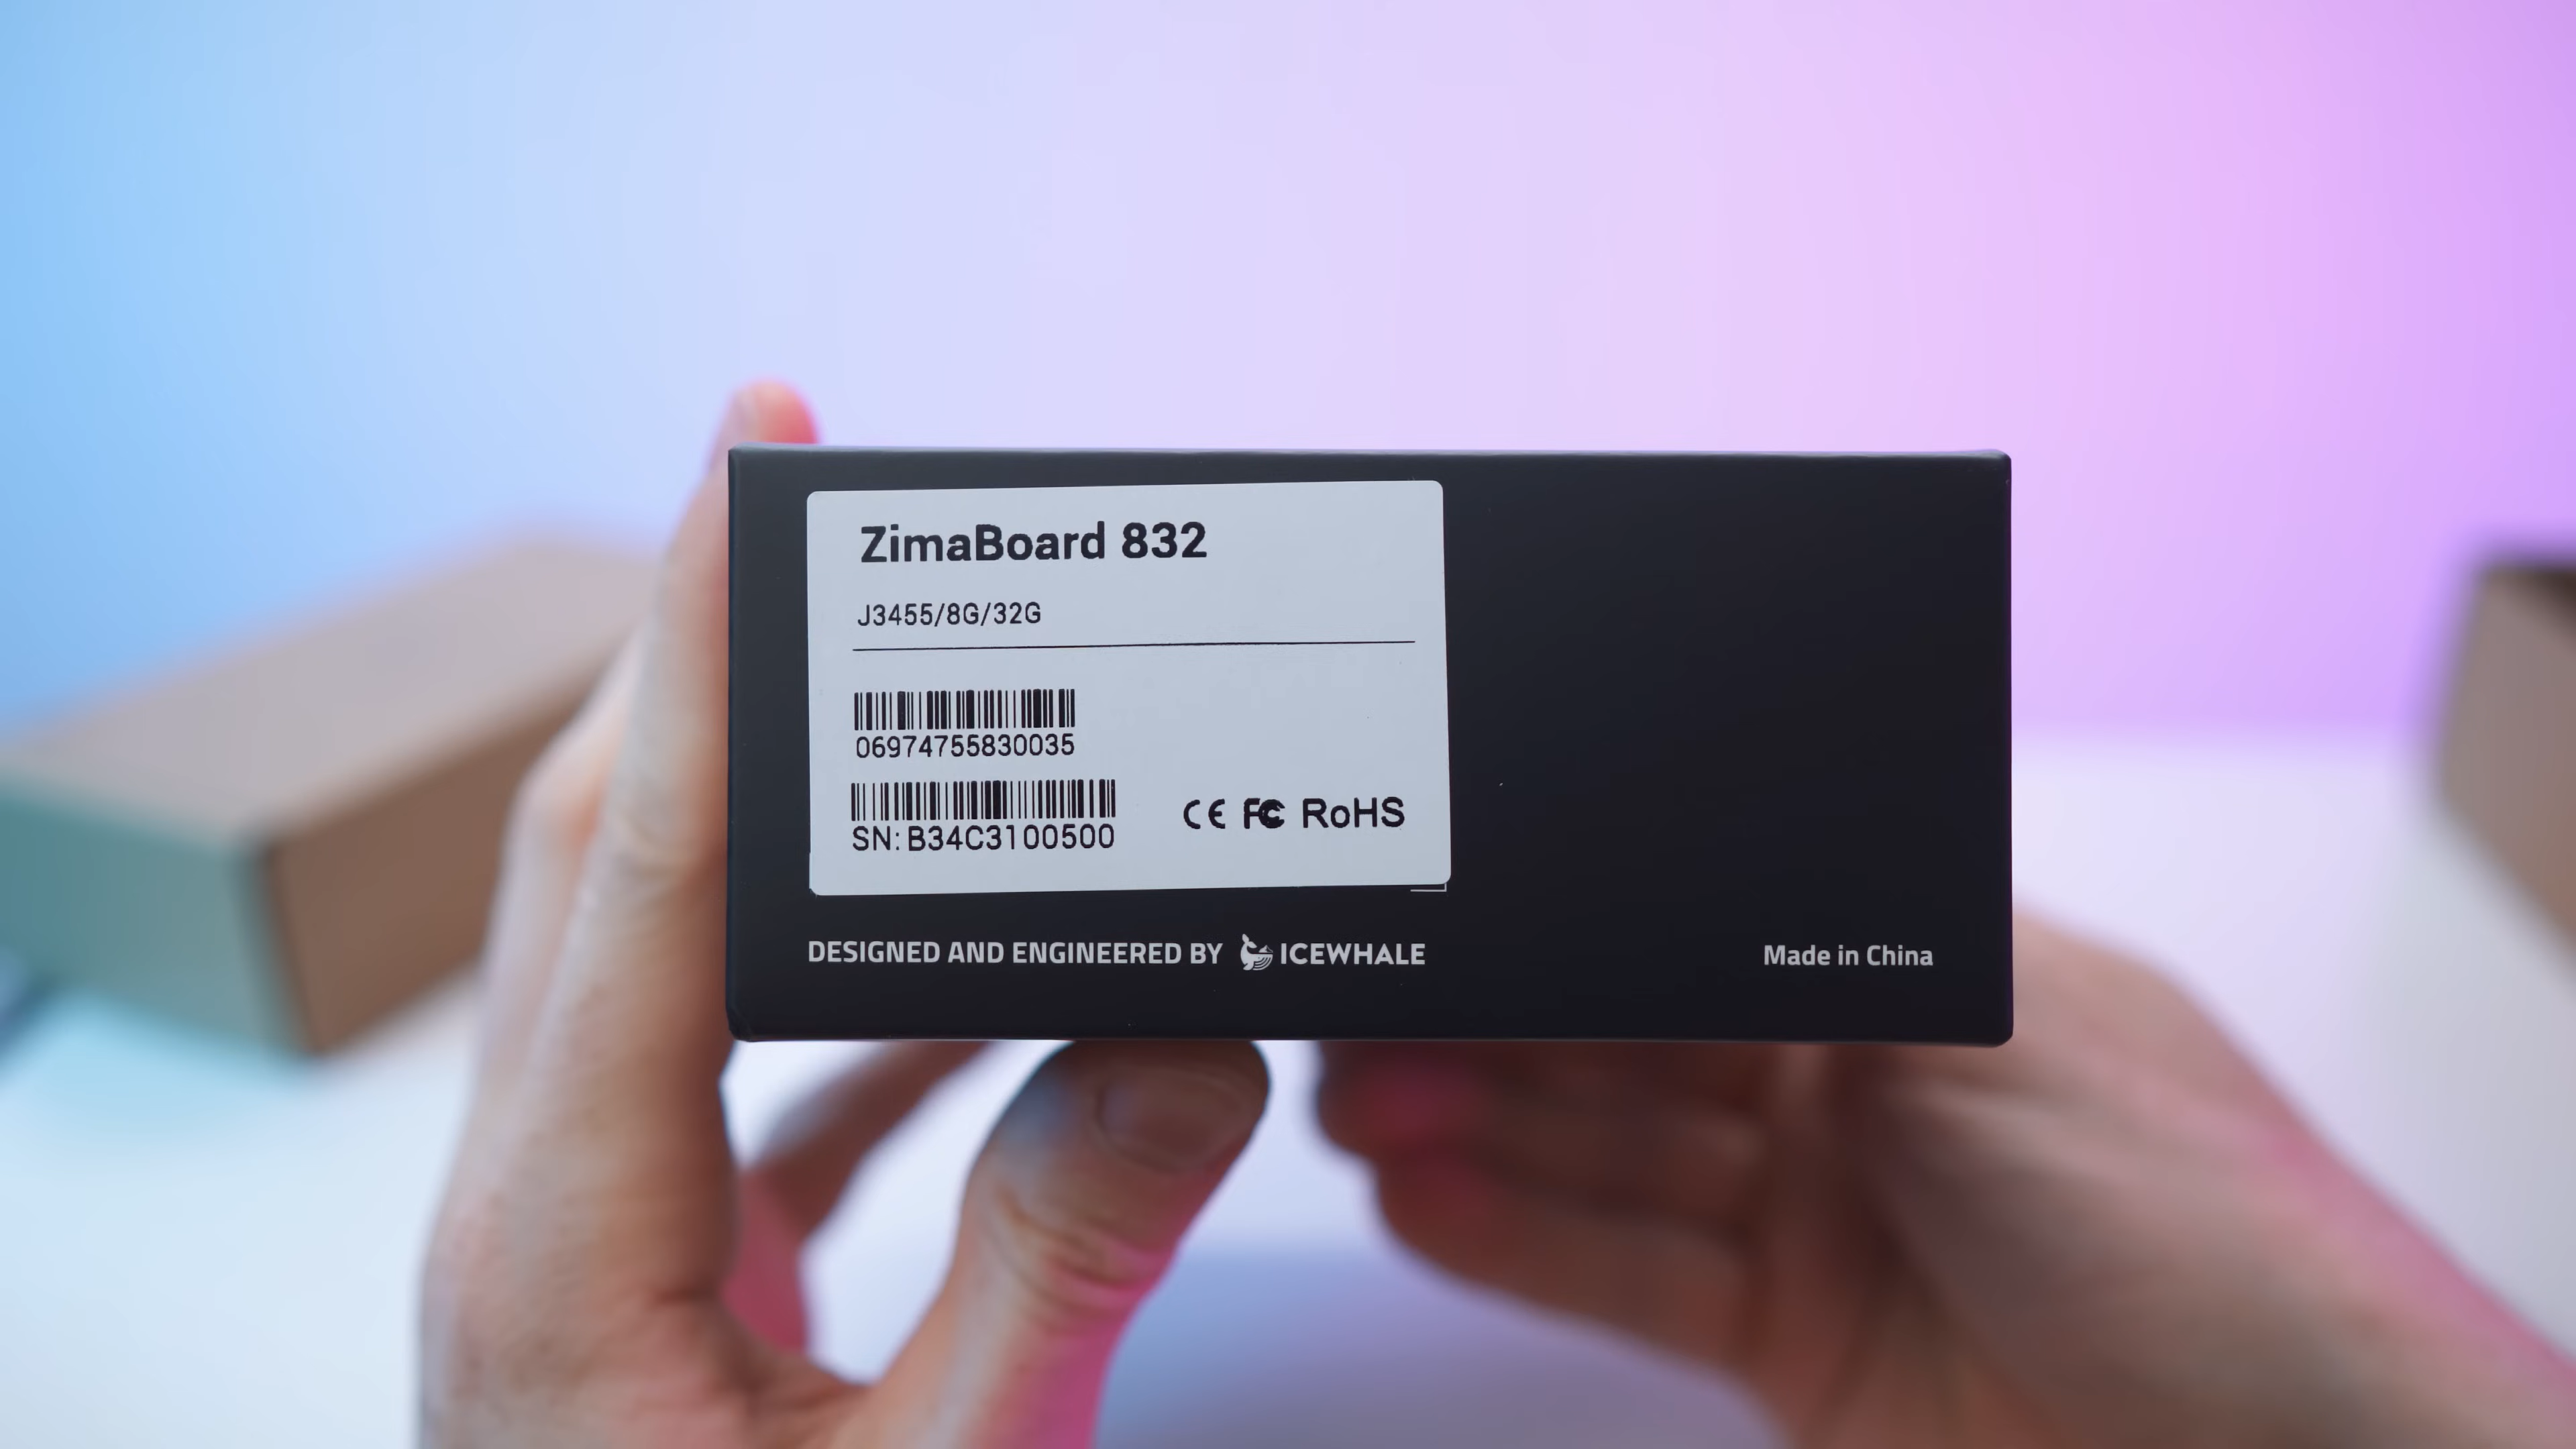 ZimaBoard 832
J3455/8G/32G
06974755830035
SN: B34C3100500
CE FC RoHS
DESIGNED AND ENGINEERED BY ICEWHALE
Made in China